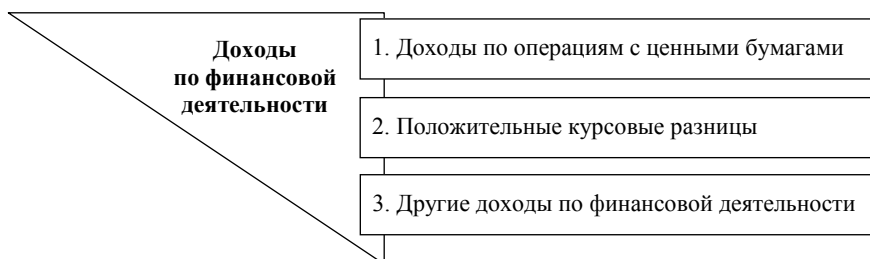 Доходы
по финансовой
деятельности
1. Доходы по операциям с ценными бумагами
2. Положительные курсовые разницы
3. Другие доходы по финансовой деятельности